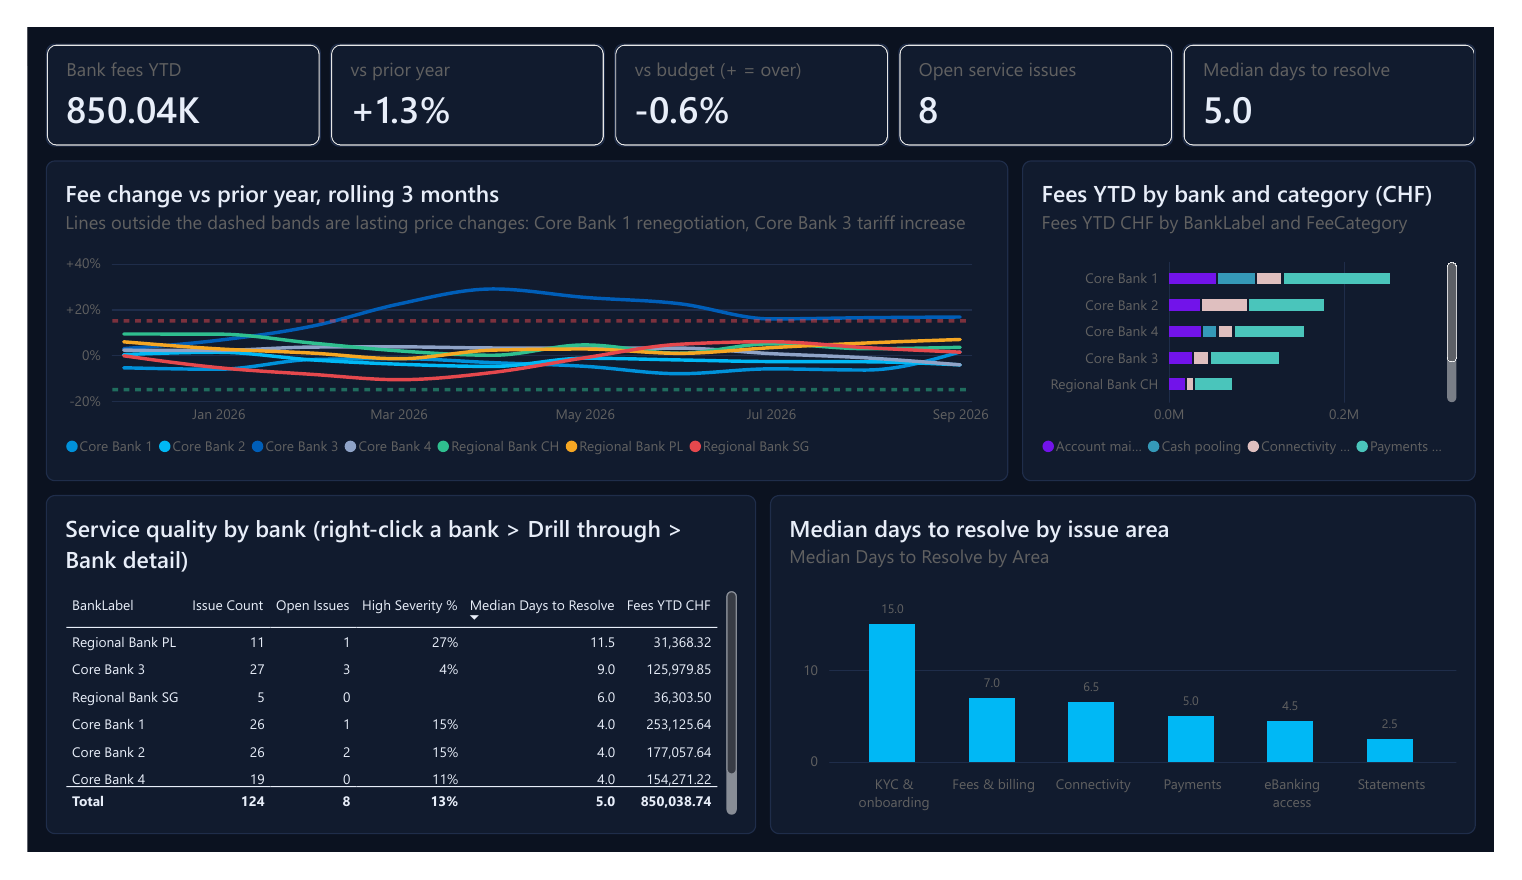 Bank fees YTD
850.04K
vs prior year
+1.3%
vs budget (+ = over)
-0.6%
Open service issues
8
Median days to resolve
5.0
Fee change vs prior year, rolling 3 months
Lines outside the dashed bands are lasting price changes: Core Bank 1 renegotiation, Core Bank 3 tariff increase
+40%
+20%
0%
-20%
Jan 2026 Mar 2026 May 2026 Jul 2026 Sep 2026
Core Bank 1 Core Bank 2 Core Bank 3 Core Bank 4 Regional Bank CH Regional Bank PL Regional Bank SG
Fees YTD by bank and category (CHF)
Fees YTD CHF by BankLabel and FeeCategory
Core Bank 1
Core Bank 2
Core Bank 4
Core Bank 3
Regional Bank CH
0.0M 0.2M
Account mai... Cash pooling Connectivity ... Payments ...
Service quality by bank (right-click a bank > Drill through >
Bank detail)
BankLabel Issue Count Open Issues High Severity % Median Days to Resolve Fees YTD CHF
Regional Bank PL 11 1 27% 11.5 31,368.32
Core Bank 3 27 3 4% 9.0 125,979.85
Regional Bank SG 5 0 6.0 36,303.50
Core Bank 1 26 1 15% 4.0 253,125.64
Core Bank 2 26 2 15% 4.0 177,057.64
Core Bank 4 19 0 11% 4.0 154,271.22
Total 124 8 13% 5.0 850,038.74
Median days to resolve by issue area
Median Days to Resolve by Area
10
0
15.0
7.0
6.5
5.0
4.5
2.5
KYC &
onboarding
Fees & billing
Connectivity
Payments
eBanking
access
Statements